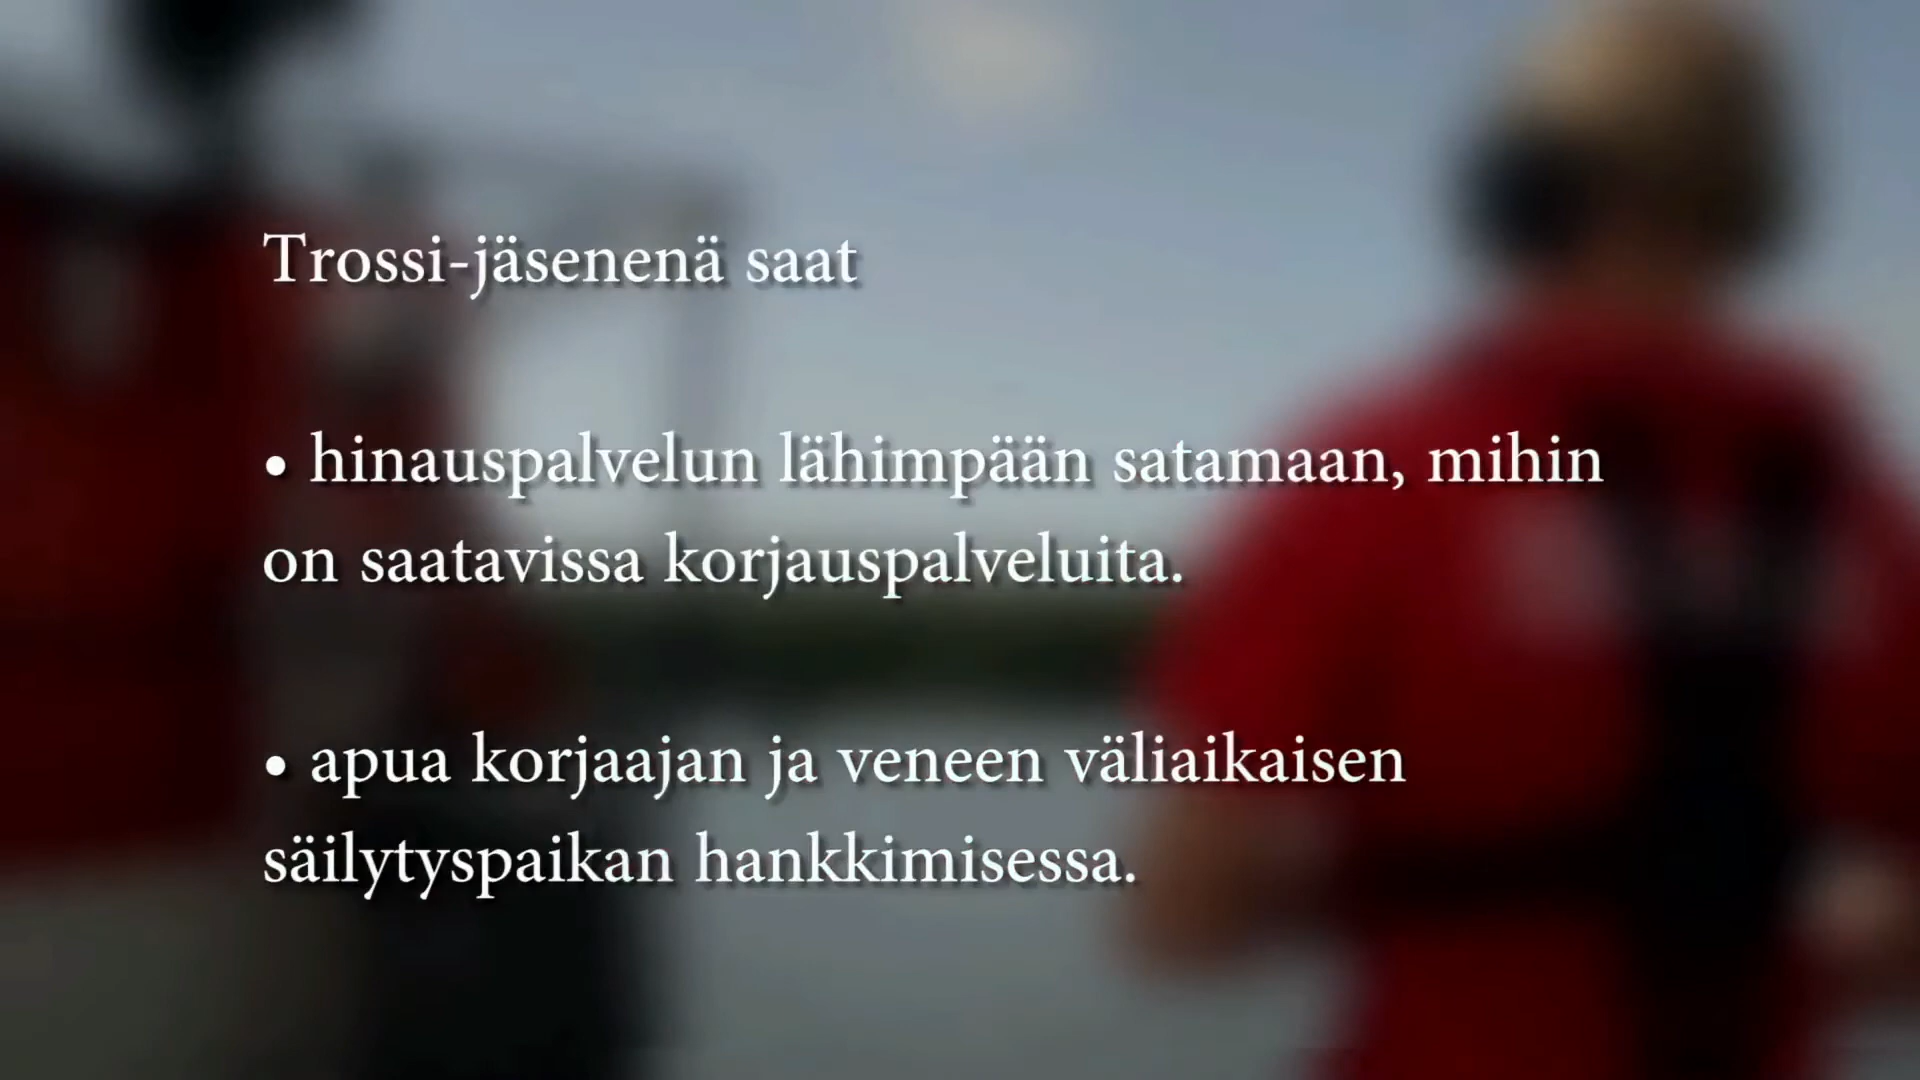 Trossi-jäsenenä saat
• hinauspalvelun lähimpään satamaan, mihin
on saatavissa korjauspalveluita.
• apua korjaajan ja veneen väliaikaisen
säilytyspaikan hankkimisessa.